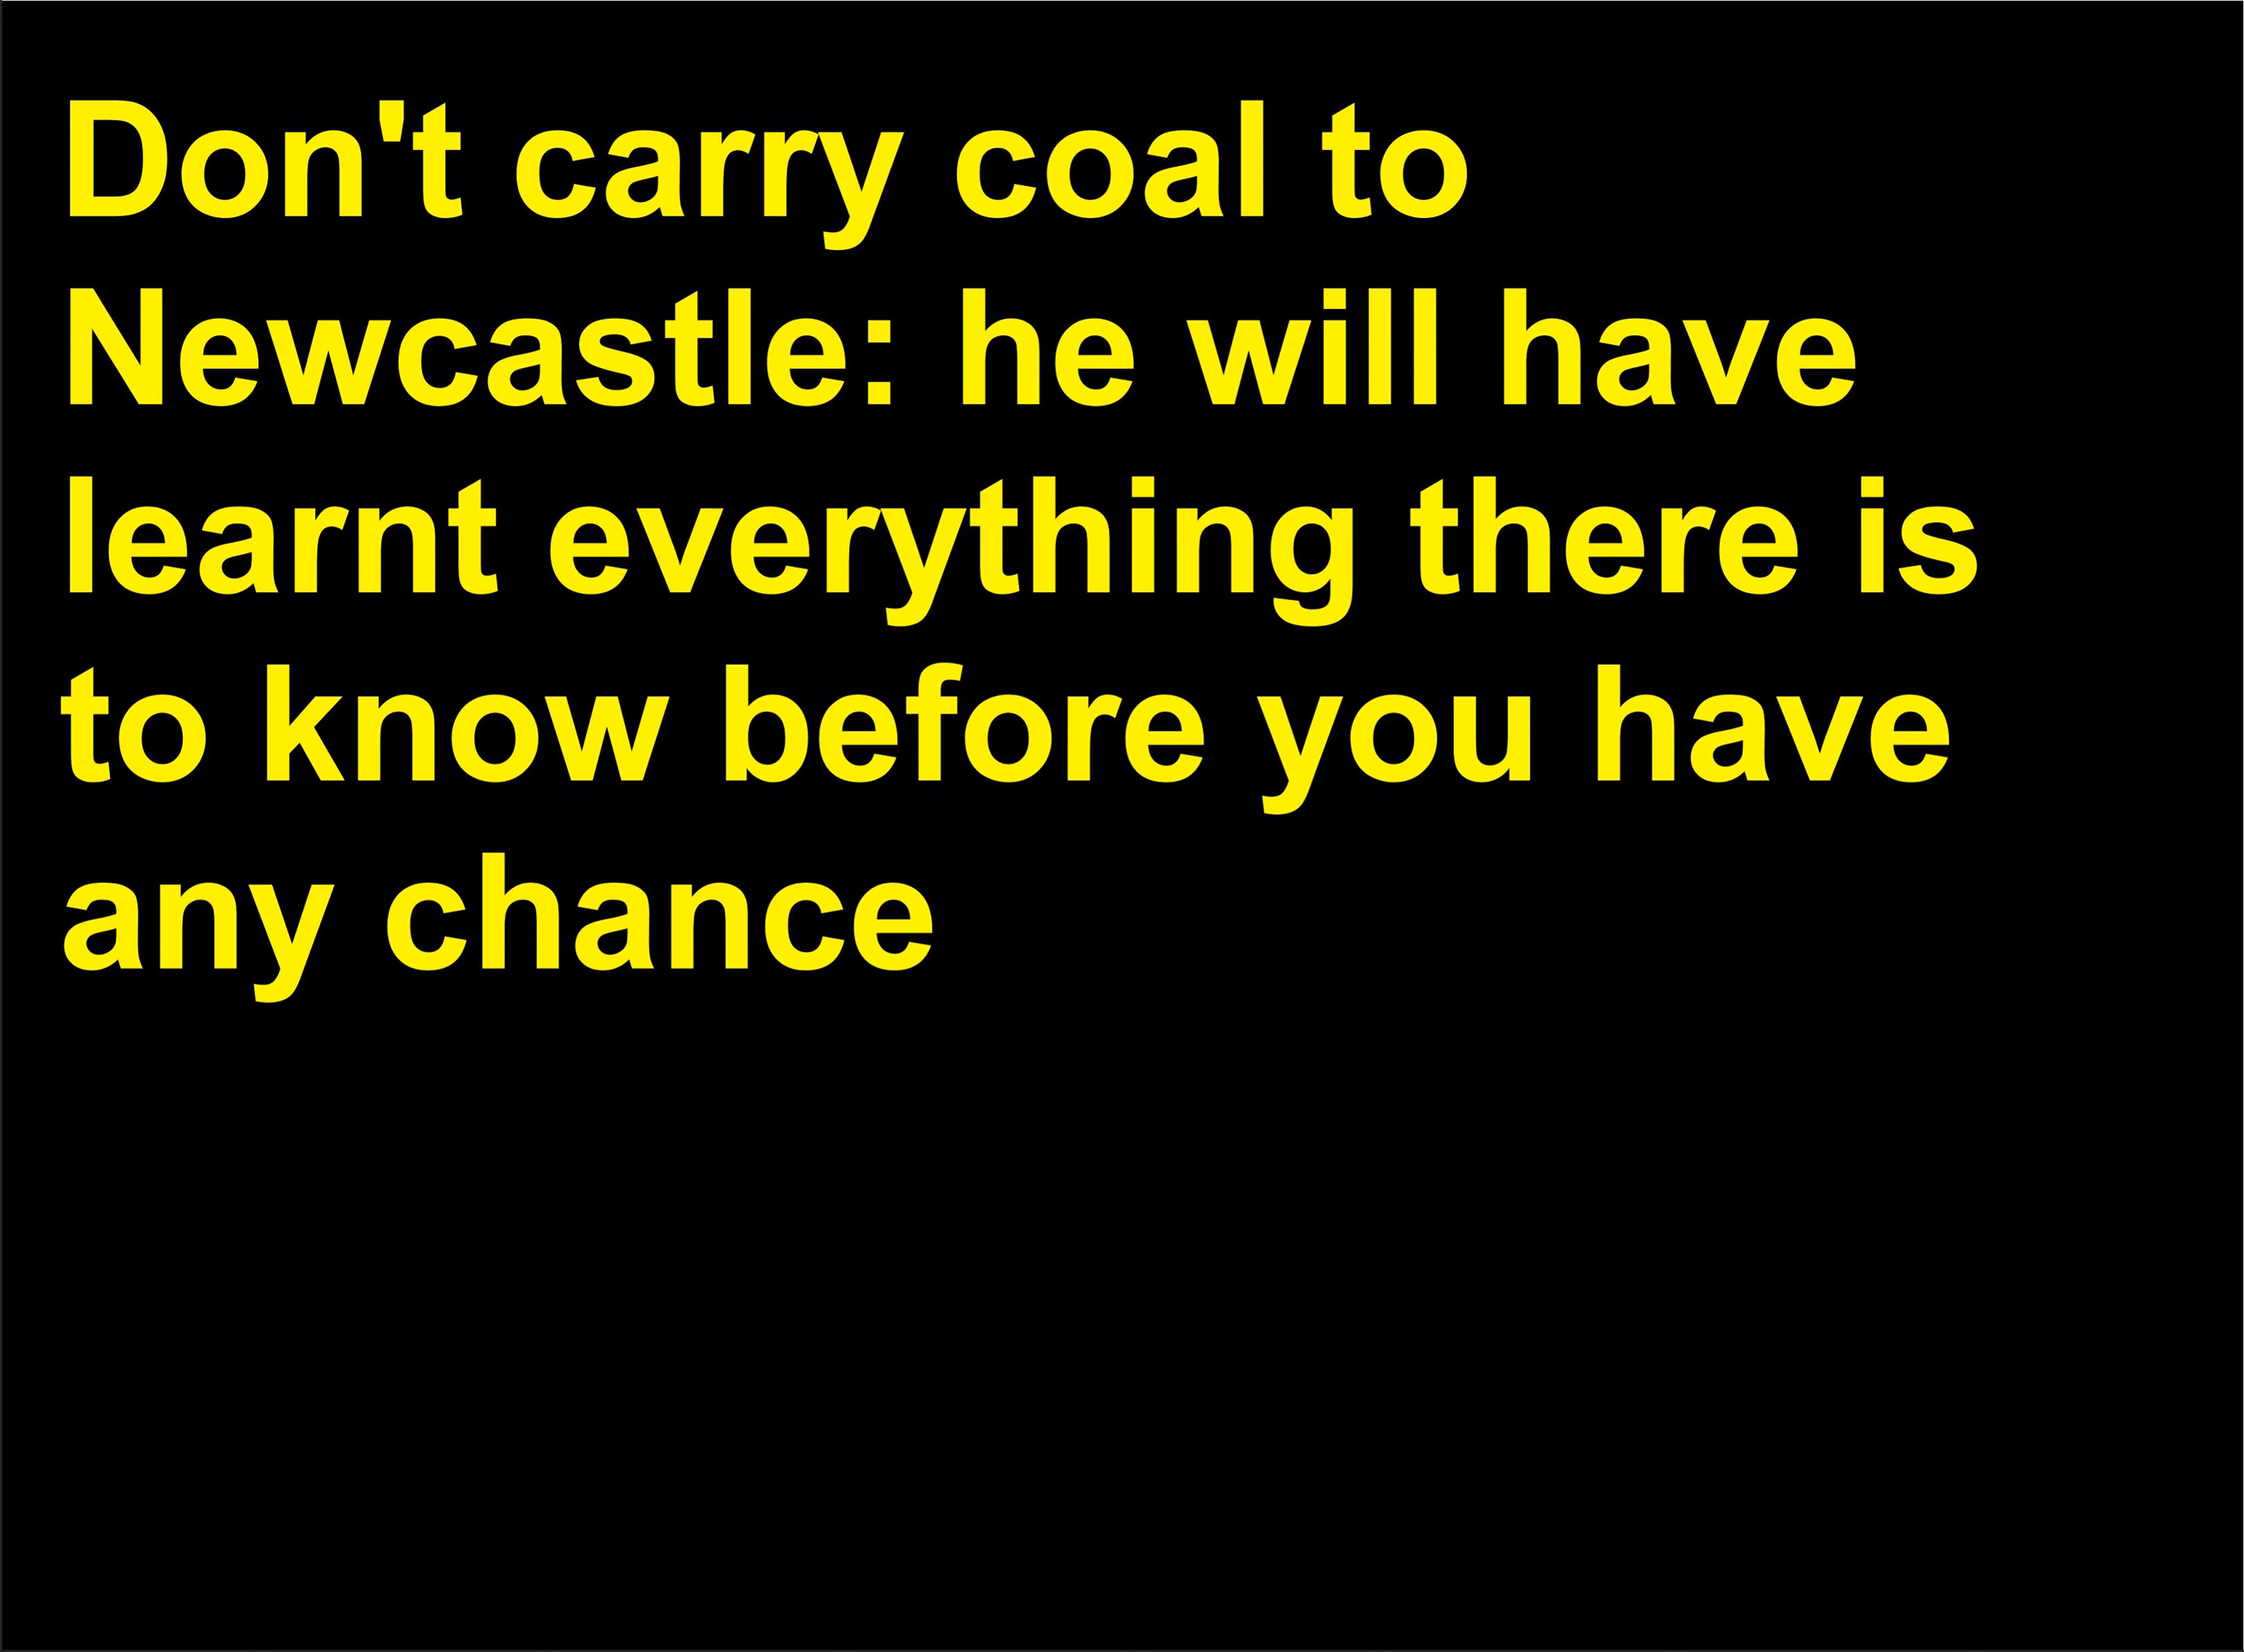 Don't carry coal to
Newcastle: he will have
learnt everything there is
to know before you have
any chance